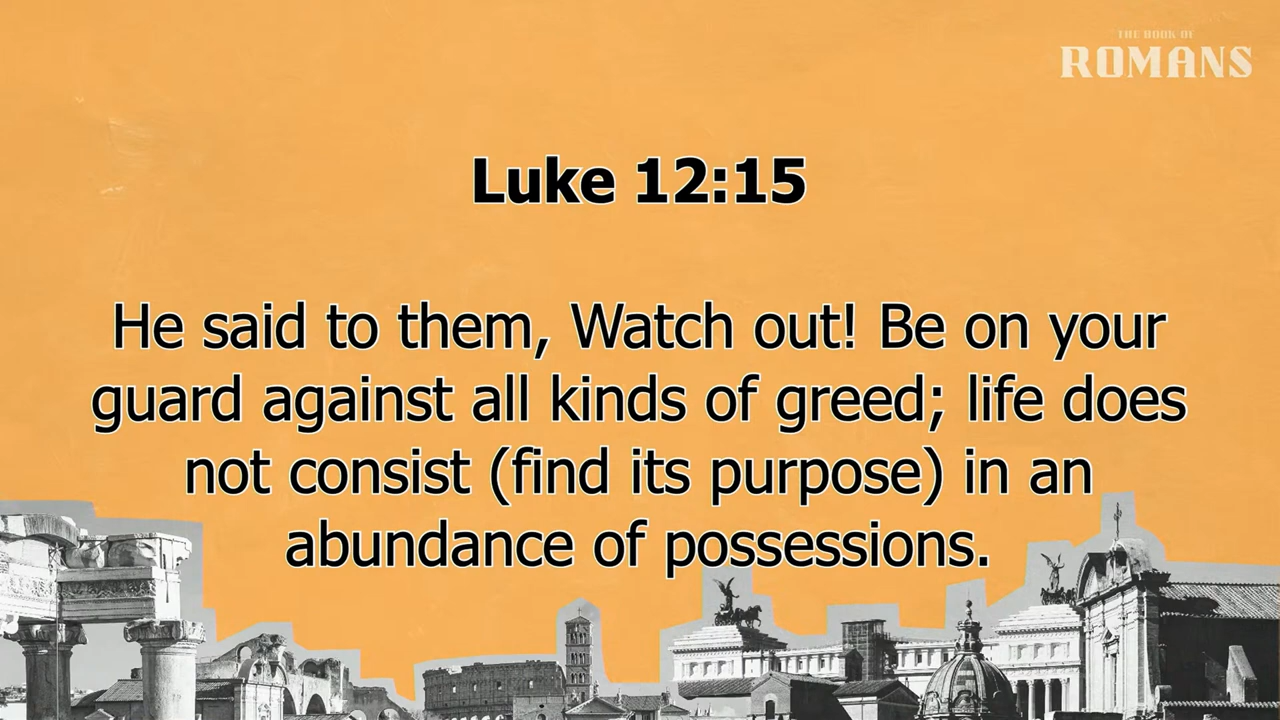 THE BOOK OF
ROMANS
Luke 12:15
He said to them, Watch out! Be on your
guard against all kinds of greed; life does
not consist (find its purpose) in an
abundance of possessions.